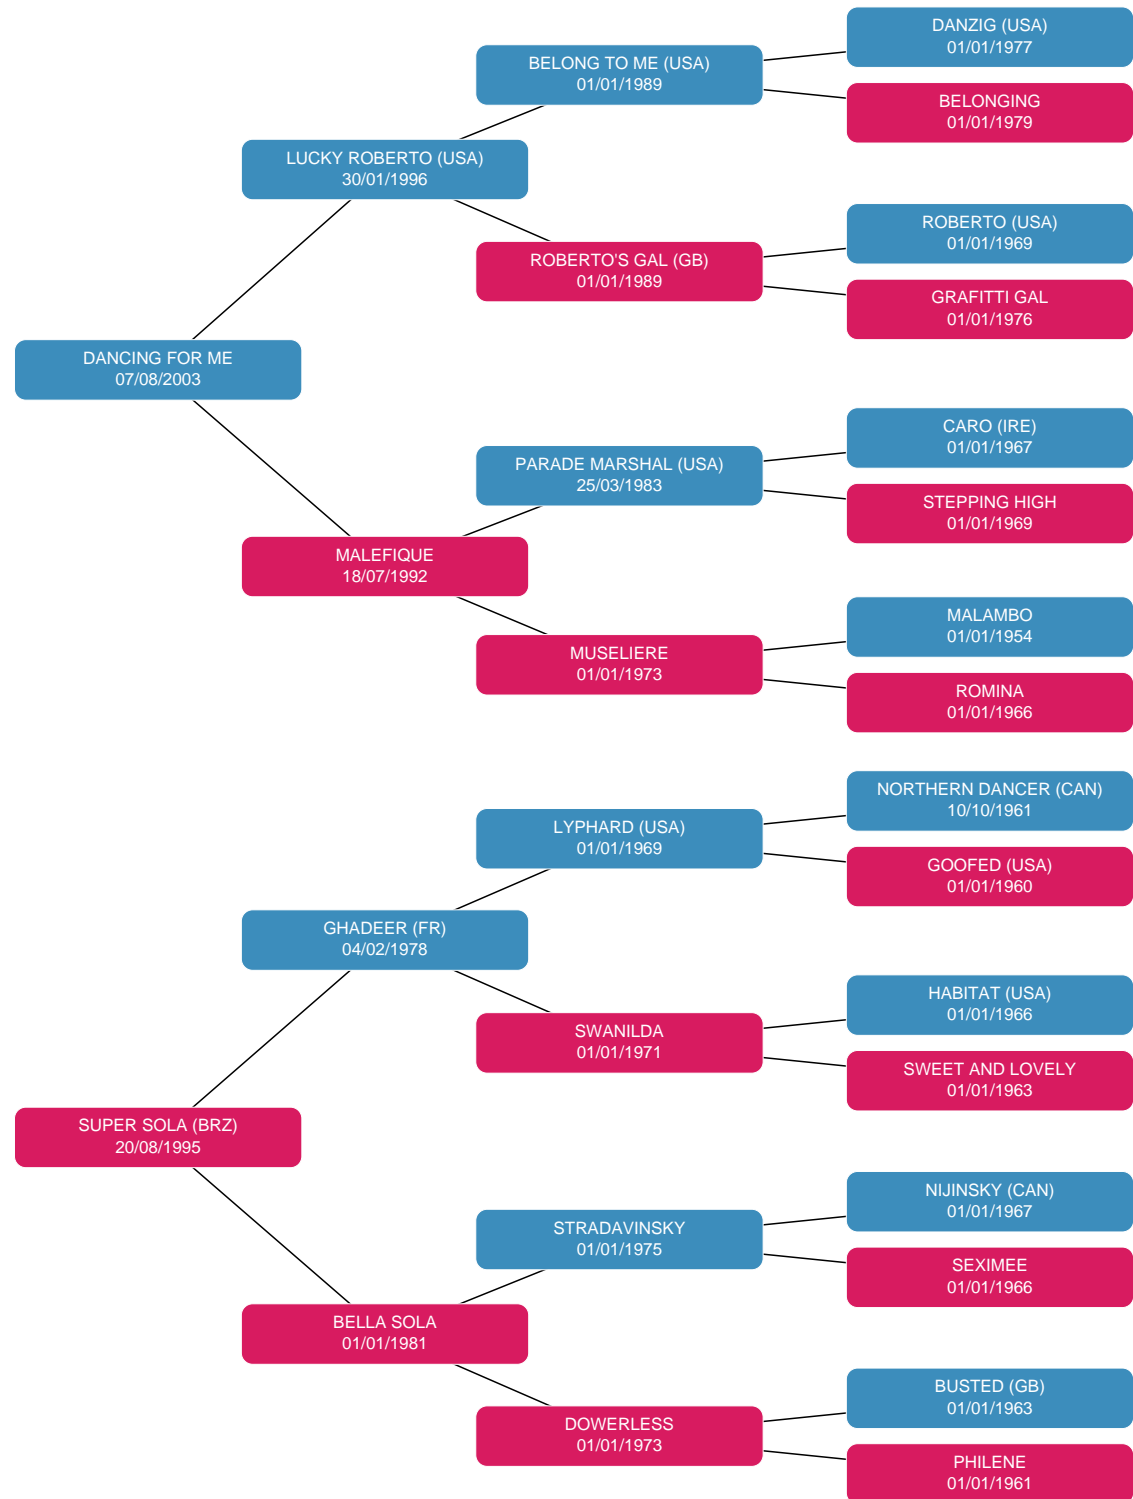 DANZIG (USA)
01/01/1977
BELONG TO ME (USA)
01/01/1989
BELONGING
01/01/1979
LUCKY ROBERTO (USA)
30/01/1996
ROBERTO (USA)
01/01/1969
ROBERTO'S GAL (GB)
01/01/1989
GRAFITTI GAL
01/01/1976
DANCING FOR ME
07/08/2003
CARO (IRE)
01/01/1967
PARADE MARSHAL (USA)
25/03/1983
STEPPING HIGH
01/01/1969
MALEFIQUE
18/07/1992
MALAMBO
01/01/1954
MUSELIERE
01/01/1973
ROMINA
01/01/1966
NORTHERN DANCER (CAN)
10/10/1961
LYPHARD (USA)
01/01/1969
GOOFED (USA)
01/01/1960
GHADEER (FR)
04/02/1978
HABITAT (USA)
01/01/1966
SWANILDA
01/01/1971
SWEET AND LOVELY
01/01/1963
SUPER SOLA (BRZ)
20/08/1995
NIJINSKY (CAN)
01/01/1967
STRADAVINSKY
01/01/1975
SEXIMEE
01/01/1966
BELLA SOLA
01/01/1981
BUSTED (GB)
01/01/1963
DOWERLESS
01/01/1973
PHILENE
01/01/1961